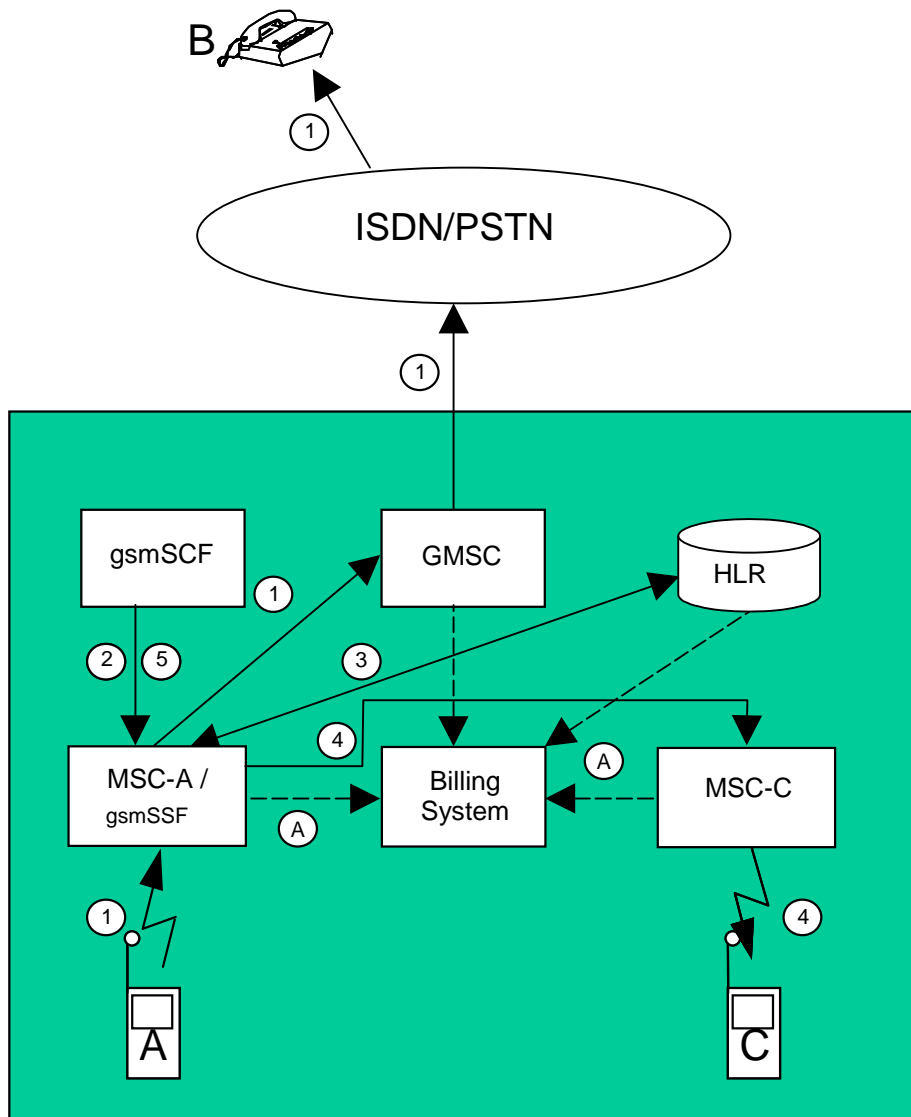 B
1
ISDN/PSTN
1
gsmSCF
GMSC
HLR
1
2
5
3
4
MSC-A /
gsmSSF
Billing
System
A
MSC-C
A
1
4
A
C